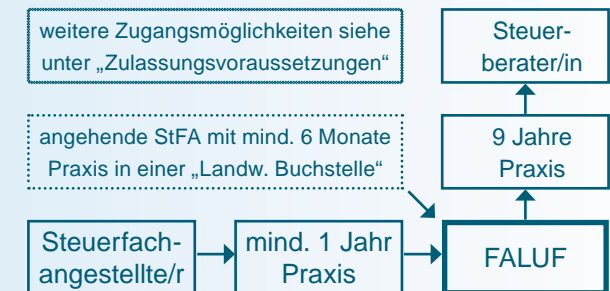 weitere Zugangsmöglichkeiten siehe
unter „Zulassungsvoraussetzungen“
Steuer-
berater/in
angehende StFA mit mind. 6 Monate
Praxis in einer „Landw. Buchstelle“
9 Jahre
Praxis
Steuerfach-
angestellte/r
mind. 1 Jahr
Praxis
FALUF